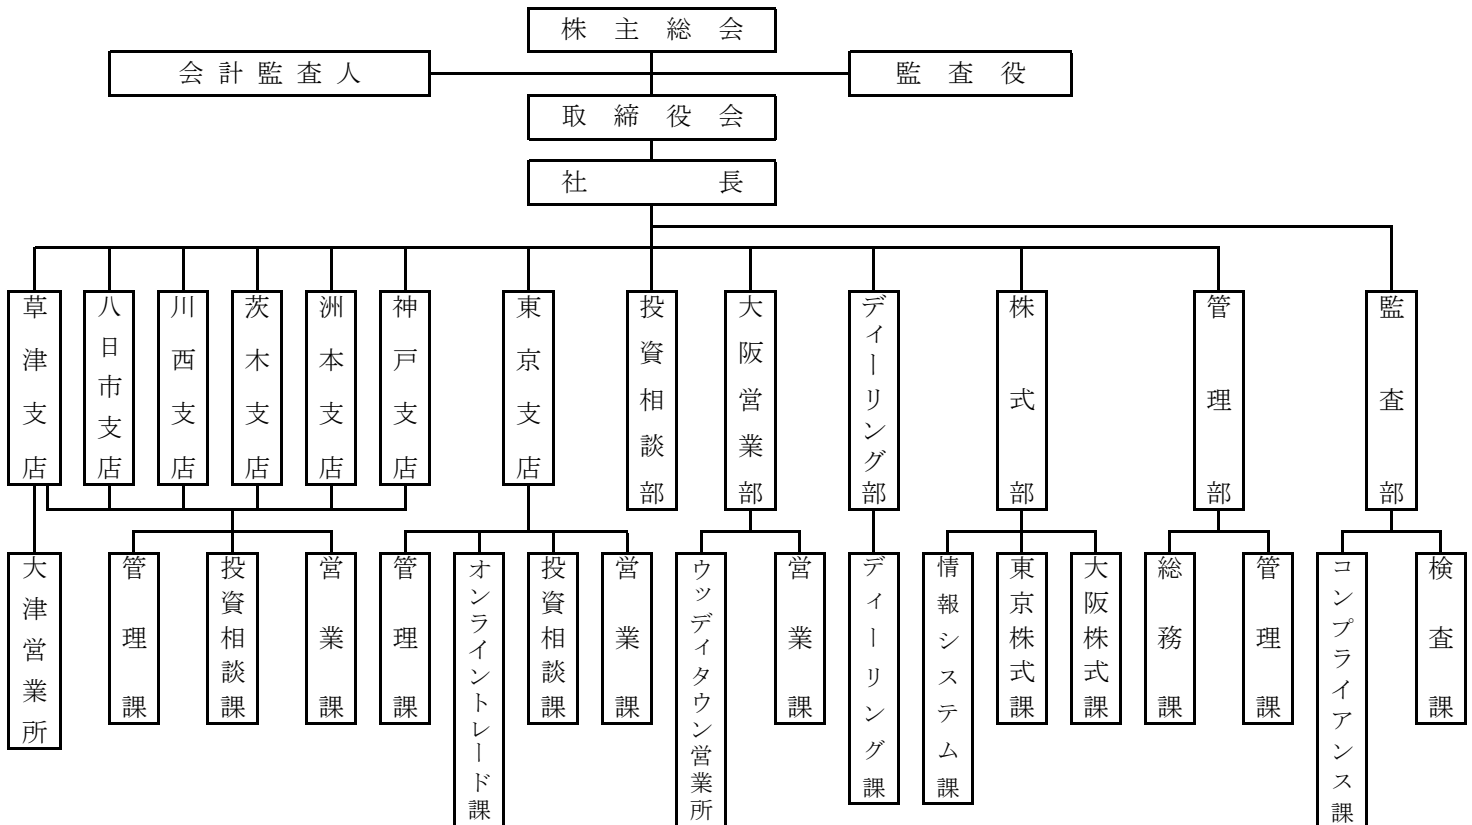 株主総会
会計監査人
監査役
取締役会
社長
草津支店
八日市支店
川西支店
茨木支店
洲本支店
神戸支店
東京支店
投資相談部
大阪営業部
ディーリング部
株式部
管理部
監査部
大津営業所
管理課
投資相談課
営業課
管理課
オンライントレード課
投資相談課
営業課
ウッディタウン営業所
営業課
ディーリング課
情報システム課
東京株式課
大阪株式課
総務課
管理課
コンプライアンス課
検査課